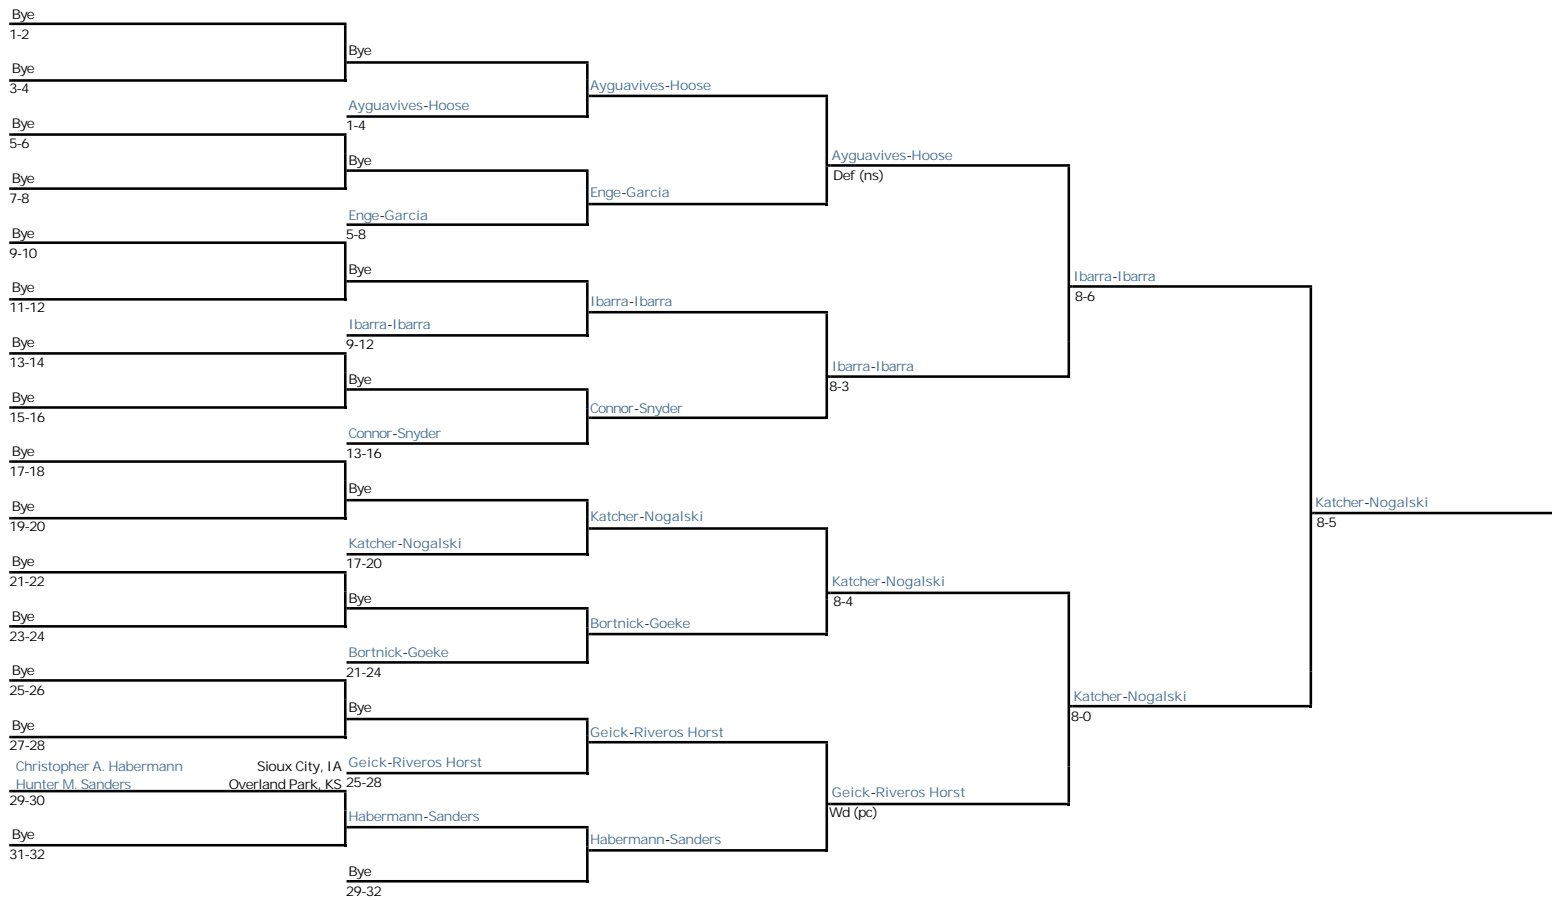 Bye
1-2
Bye
3-4
Bye
5-6
Bye
7-8
Bye
9-10
Bye
11-12
Bye
13-14
Bye
15-16
Bye
17-18
Bye
19-20
Bye
21-22
Bye
23-24
Bye
25-26
Bye
27-28
Christopher A. Habermann Sioux City, IA
Hunter M. Sanders Overland Park, KS
29-30
Bye
31-32
Bye
Ayguavives-Hoose
1-4
Bye
Enge-Garcia
5-8
Bye
Ibarra-Ibarra
9-12
Bye
Connor-Snyder
13-16
Bye
Katcher-Nogalski
17-20
Bye
Bortnick-Goeke
21-24
Bye
Geick-Riveros Horst
25-28
Habermann-Sanders
Bye
29-32
Ayguavives-Hoose
Enge-Garcia
Ibarra-Ibarra
Connor-Snyder
Katcher-Nogalski
Bortnick-Goeke
Geick-Riveros Horst
Habermann-Sanders
Ayguavives-Hoose
Def (ns)
Ibarra-Ibarra
8-3
Katcher-Nogalski
8-4
Geick-Riveros Horst
Wd (pc)
Ibarra-Ibarra
8-6
Katcher-Nogalski
8-0
Katcher-Nogalski
8-5